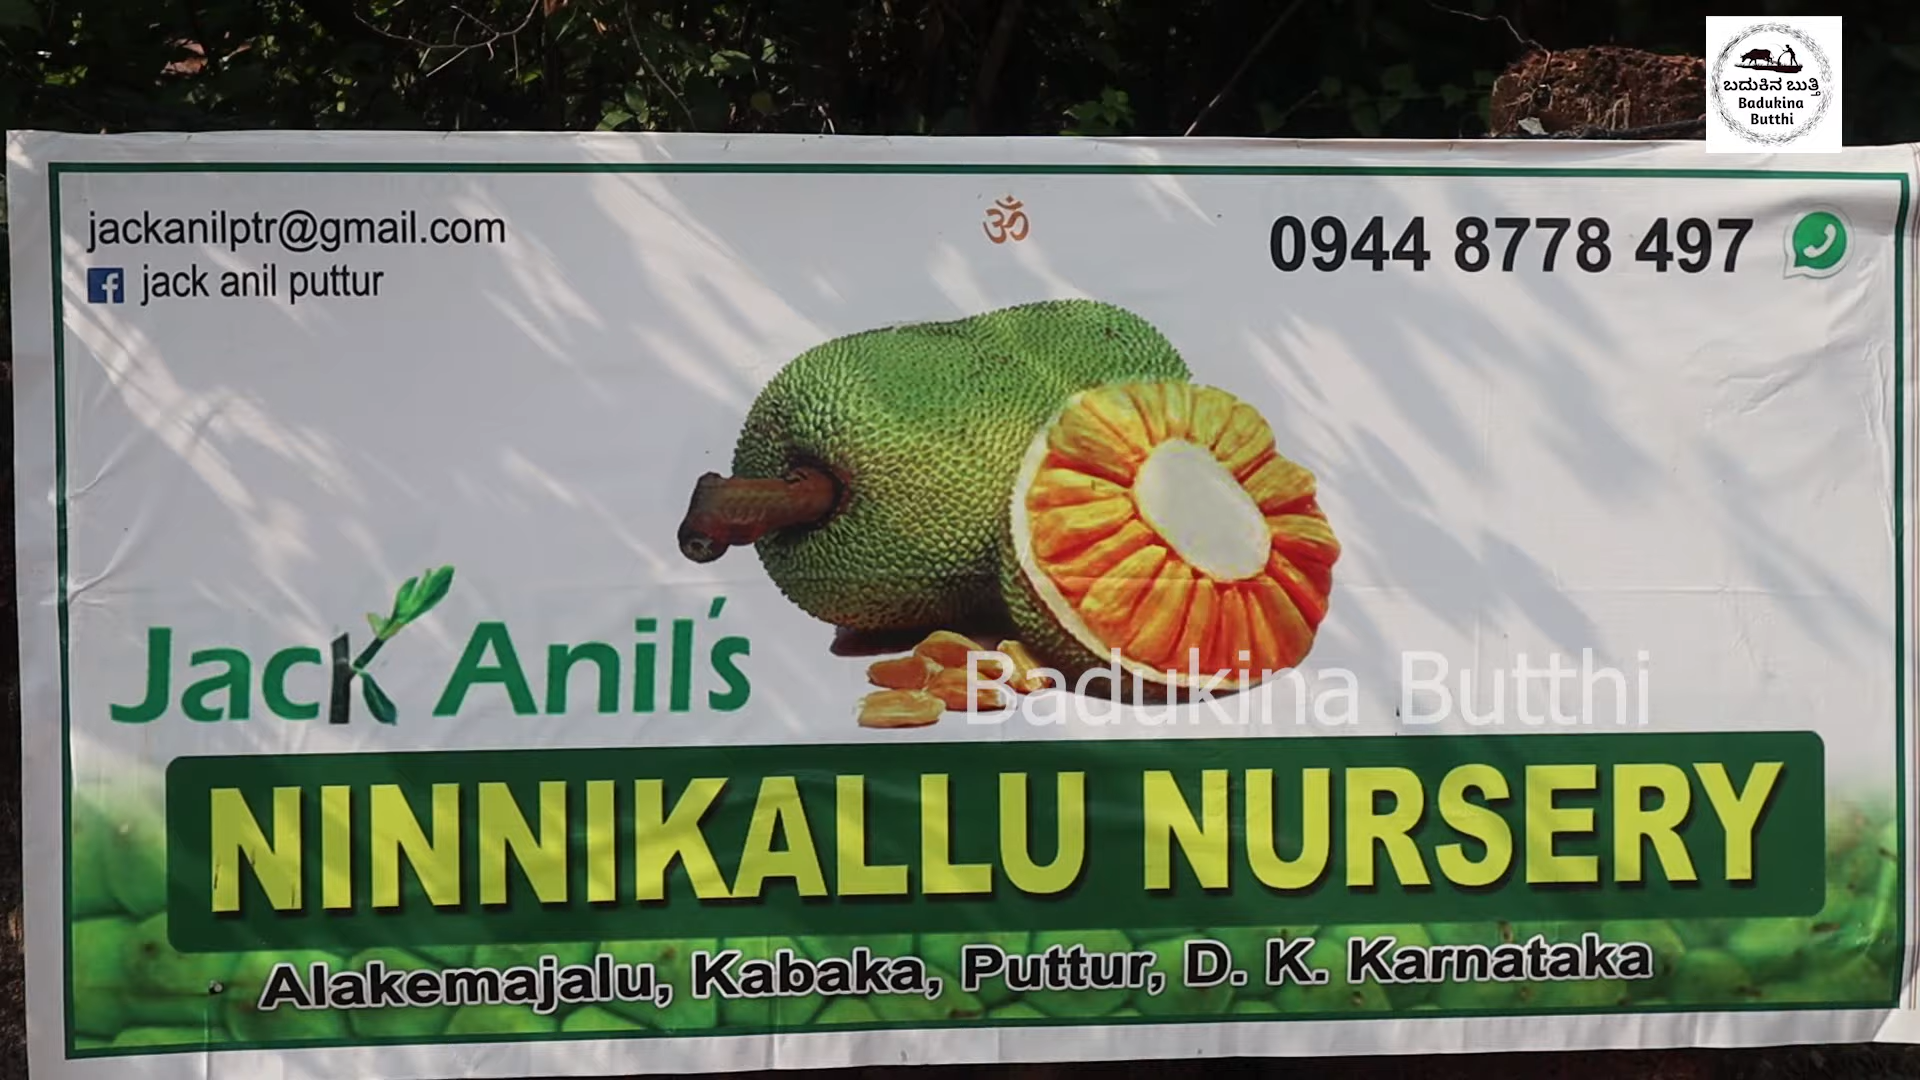 ಬದುಕಿನ ಬುತ್ತಿ
Badukina
Butthi
jackanilptr@gmail.com
jack anil puttur
ॐ
0944 8778 497
Jack Anil's
Badukina Butthi
NINNIKALLU NURSERY
Alakemajalu, Kabaka, Puttur, D. K. Karnataka